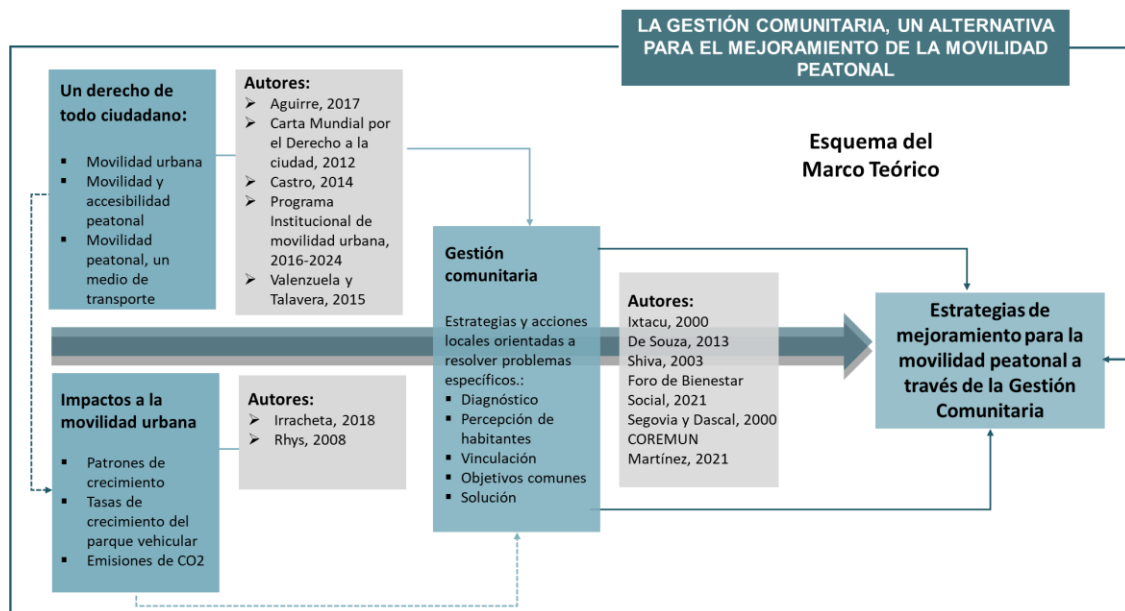 LA GESTIÓN COMUNITARIA, UN ALTERNATIVA
PARA EL MEJORAMIENTO DE LA MOVILIDAD
PEATONAL
Esquema del
Marco Teórico
Un derecho de
todo ciudadano:
▪ Movilidad urbana
▪ Movilidad y
accesibilidad
peatonal
▪ Movilidad
peatonal, un
medio de
transporte
Autores:
➢ Aguirre, 2017
➢ Carta Mundial por
el Derecho a la
ciudad, 2012
➢ Castro, 2014
➢ Programa
Institucional de
movilidad urbana,
2016-2024
➢ Valenzuela y
Talavera, 2015
Impactos a la
movilidad urbana
▪ Patrones de
crecimiento
▪ Tasas de
crecimiento del
parque vehicular
▪ Emisiones de CO2
Autores:
➢ Irracheta, 2018
➢ Rhys, 2008
Gestión
comunitaria
Estrategias y acciones
locales orientadas a
resolver problemas
específicos.:
▪ Diagnóstico
▪ Percepción de
habitantes
▪ Vinculación
▪ Objetivos comunes
▪ Solución
Autores:
Ixtacu, 2000
De Souza, 2013
Shiva, 2003
Foro de Bienestar
Social, 2021
Segovia y Dascal, 2000
COREMUN
Martínez, 2021
Estrategias de
mejoramiento para la
movilidad peatonal a
través de la Gestión
Comunitaria